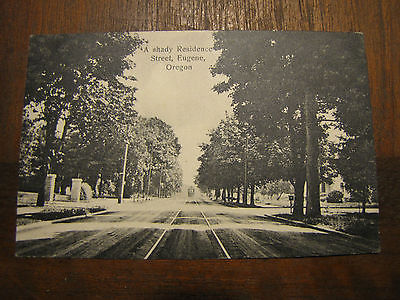 A shady Residence
Street, Eugene,
Oregon